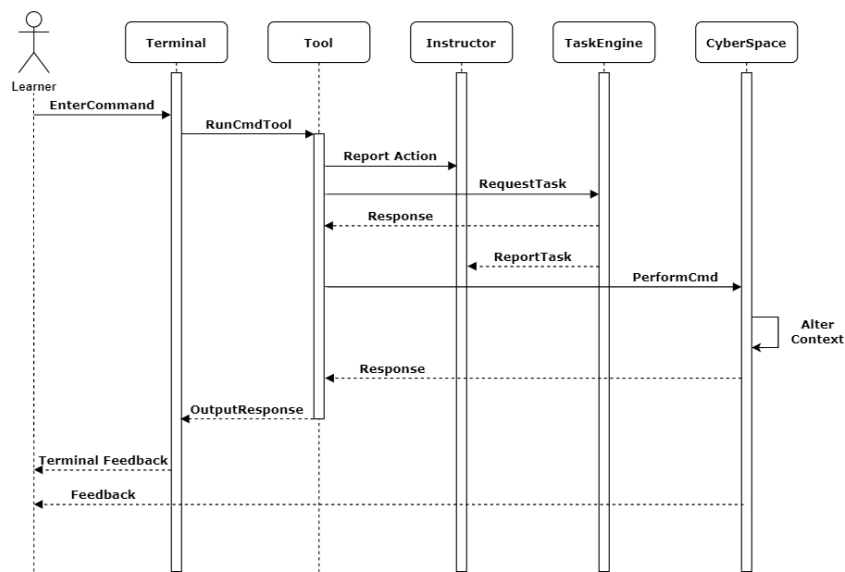 Terminal
Tool
Instructor
TaskEngine
CyberSpace
Learner
EnterCommand
RunCmdTool
Report Action
RequestTask
Response
ReportTask
PerformCmd
Alter
Context
Response
OutputResponse
Terminal Feedback
Feedback